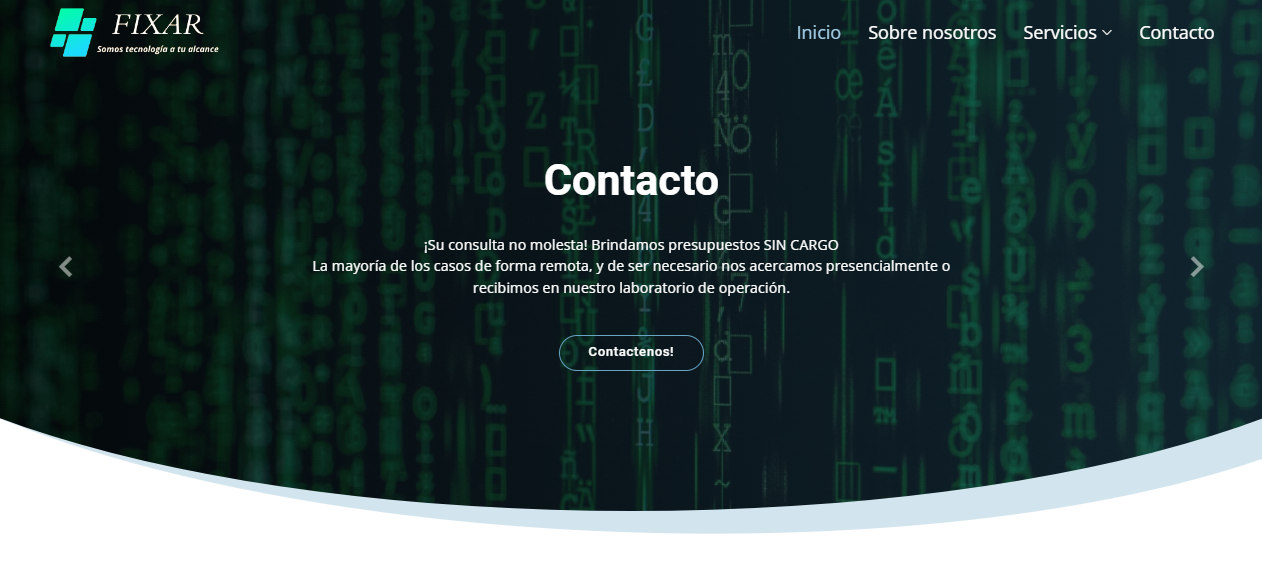 FIXAR
Somos tecnología a tu alcance
Inicio Sobre nosotros Servicios Contacto
Contacto
¡Su consulta no molesta! Brindamos presupuestos SIN CARGO
La mayoría de los casos de forma remota, y de ser necesario nos acercamos presencialmente o
recibimos en nuestro laboratorio de operación.
Contactenos!